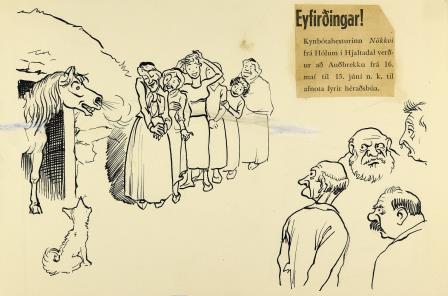 Eyfirðingar!
Kynbótahesturinn Nökkvi
frá Hólum í Hjaltadal verð-
ur að Auðbrekku frá 16.
maí til 15. júní n. k. til
afnota fyrir héraðsbúa.